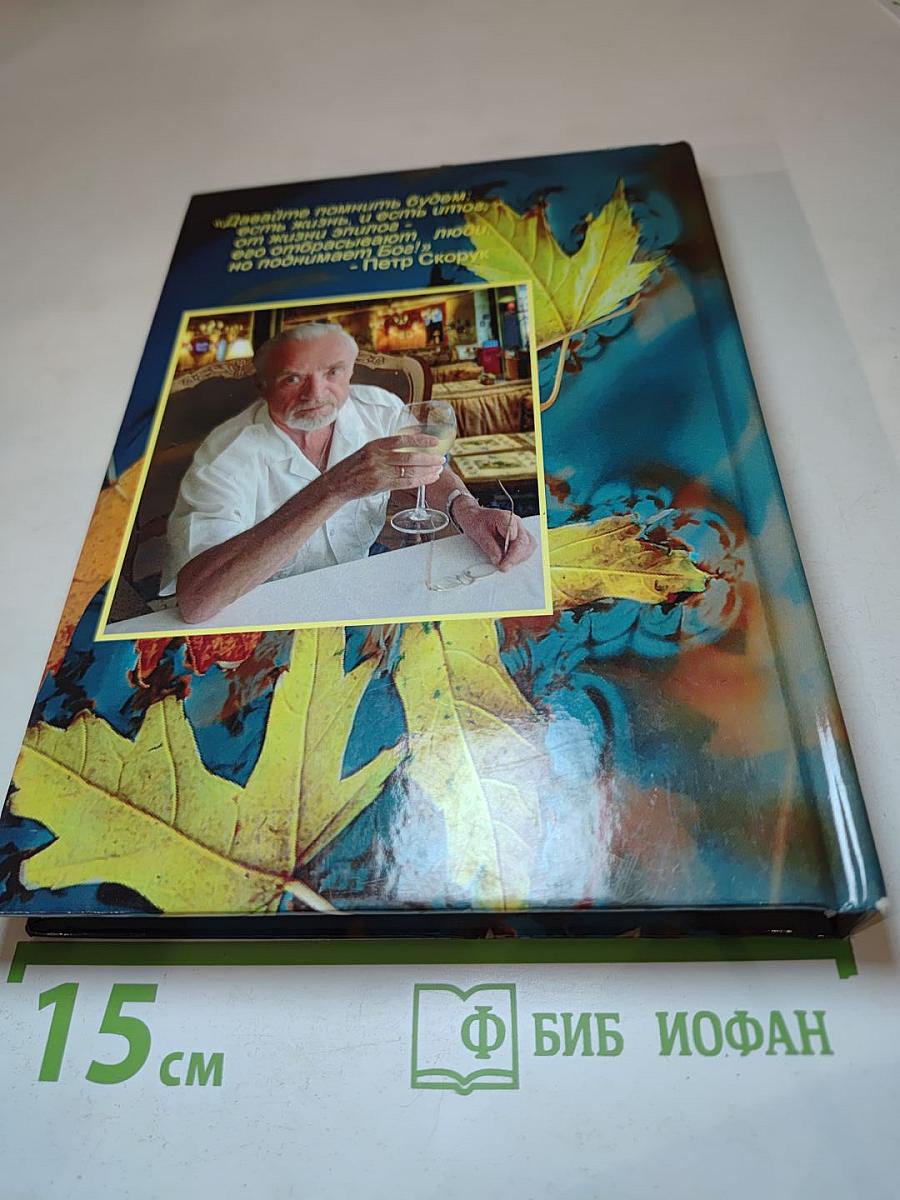 «Давайте помнить будем:
есть жизнь, и есть итог,
от жизни эпилог -
его отбрасывают люди,
но поднимает Бог!»
- Петр Скорук
15 см
Ф БИБ ИОФАН